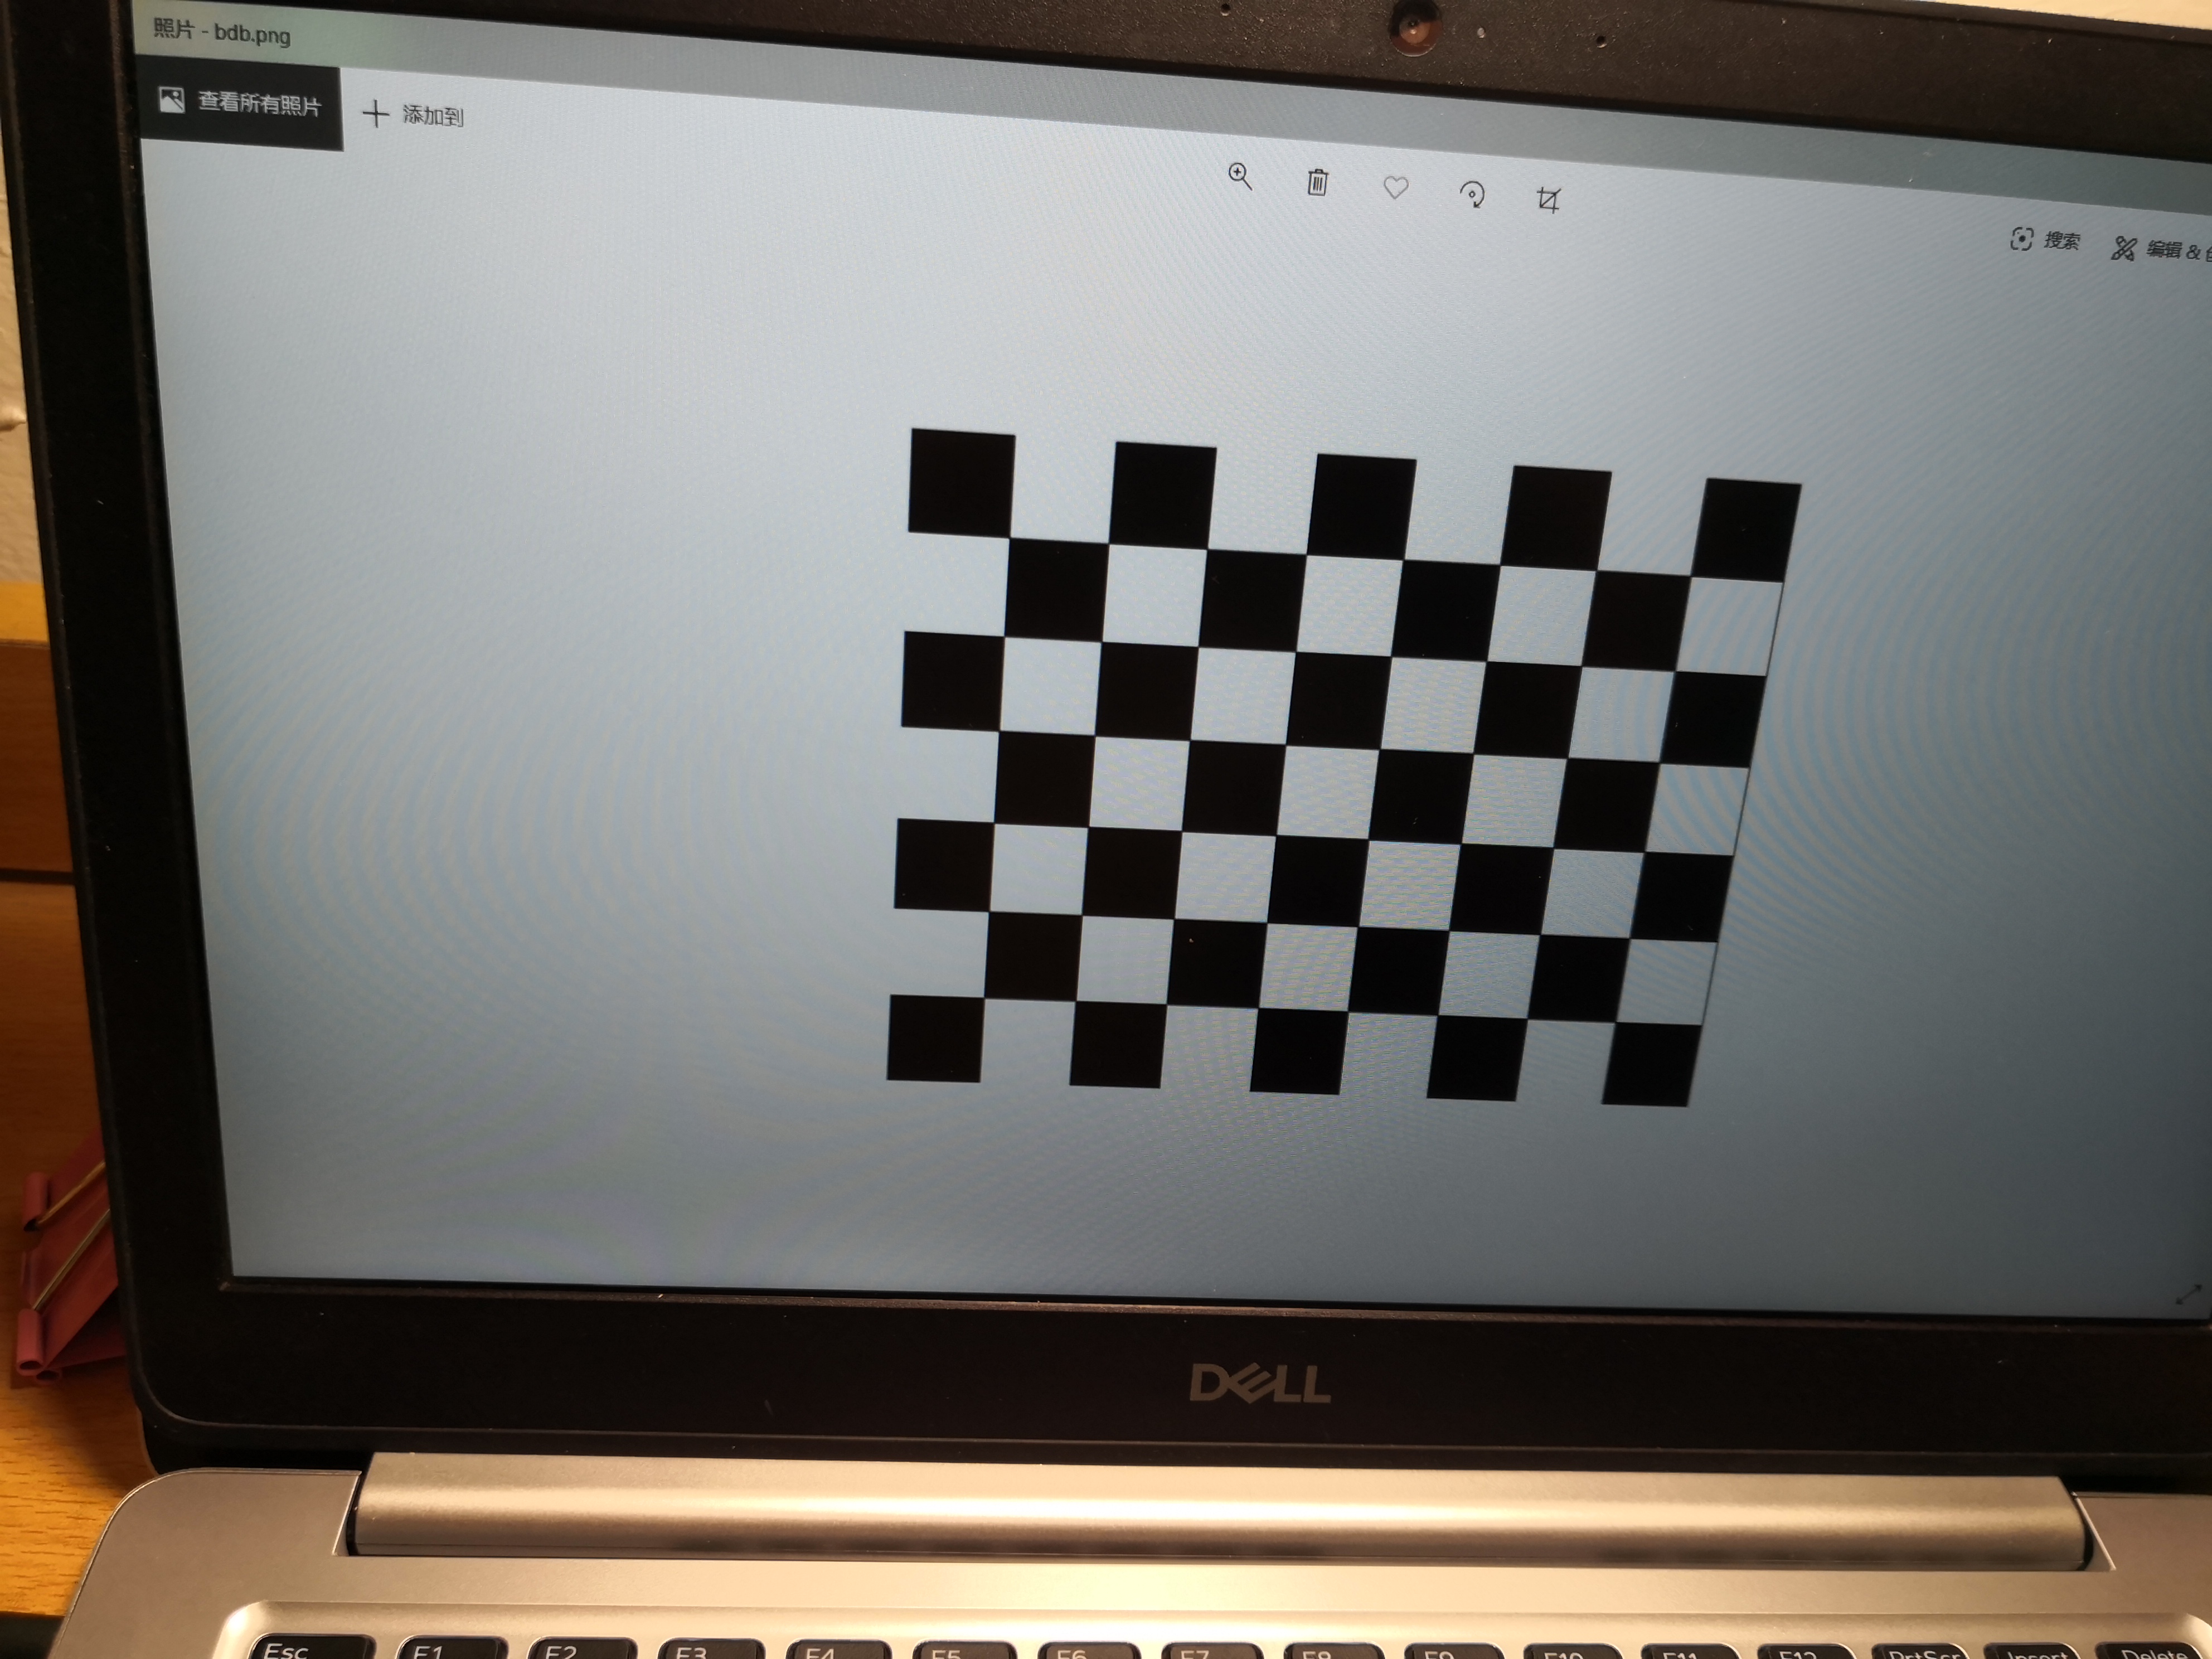 照片 - bdb.png
查看所有照片
添加到
搜索
编辑 &
DELL
Esc
F1
F2
F3
F4
F5
F6
F7
F8
F9
F10
F11
F12
PrtScr
Insert
Delete